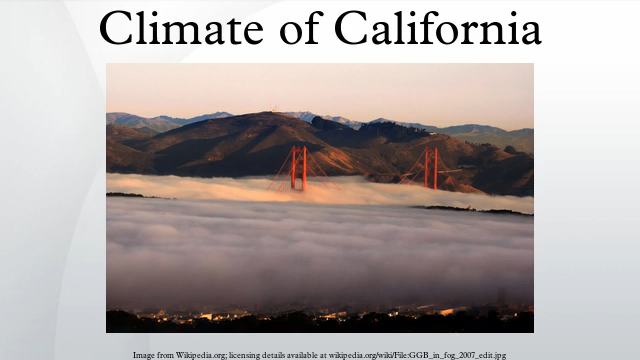 Climate of California
Image from Wikipedia.org; licensing details available at wikipedia.org/wiki/File:GGB_in_fog_2007_edit.jpg